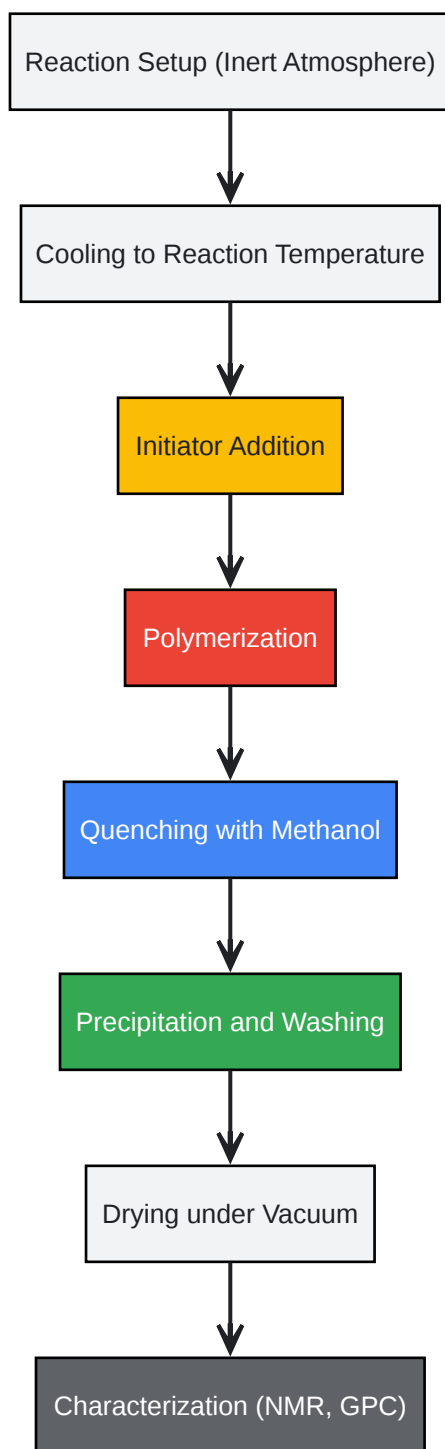 Reaction Setup (Inert Atmosphere)
Cooling to Reaction Temperature
Initiator Addition
Polymerization
Quenching with Methanol
Precipitation and Washing
Drying under Vacuum
Characterization (NMR, GPC)